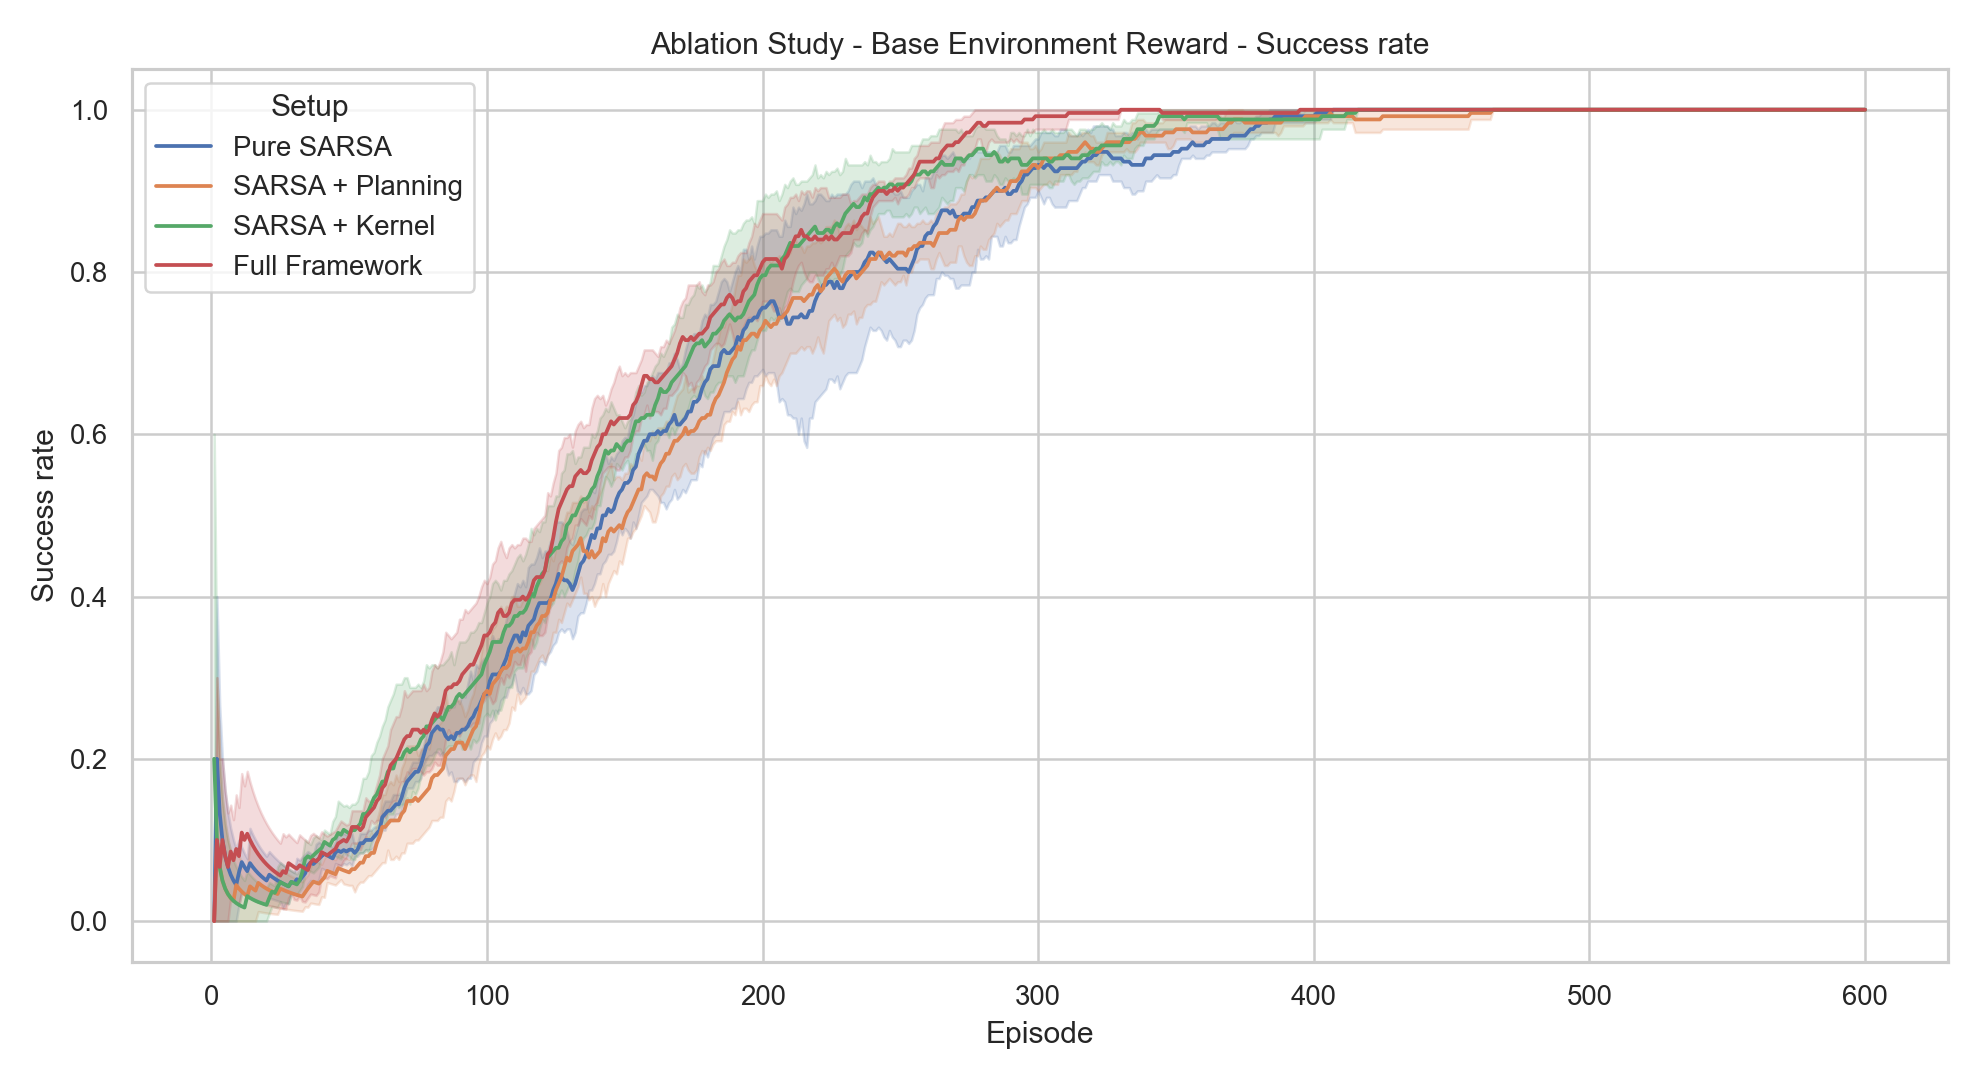 Ablation Study - Base Environment Reward - Success rate
Setup
Pure SARSA
SARSA + Planning
SARSA + Kernel
Full Framework
1.0
0.8
0.6
0.4
0.2
0.0
Success rate
0 100 200 300 400 500 600
Episode